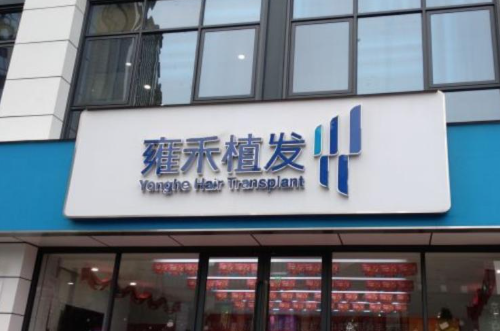 雍禾植发
Yonghe Hair Transplant